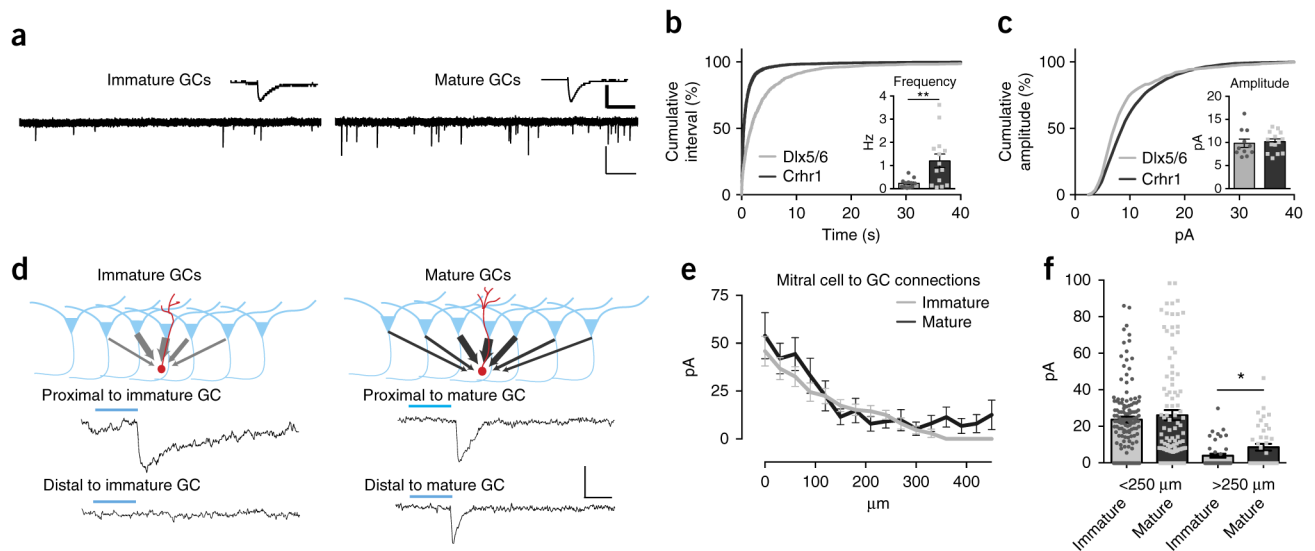 a
Immature GCs
Mature GCs
b
100
50
0
Cumulative
interval (%)
Frequency
**
4
3
2
1
0
Hz
Dlx5/6
Crhr1
0
10
20
30
40
Time (s)
c
100
50
0
Cumulative
amplitude (%)
Amplitude
20
15
10
5
0
pA
Dlx5/6
Crhr1
0
10
20
30
40
pA
d
Immature GCs
Mature GCs
Proximal to immature GC
Proximal to mature GC
Distal to immature GC
Distal to mature GC
e
Mitral cell to GC connections
Immature
Mature
75
50
25
0
pA
0
100
200
300
400
μm
f
100
80
60
40
20
0
pA
*
<250 μm
>250 μm
Immature
Mature
Immature
Mature